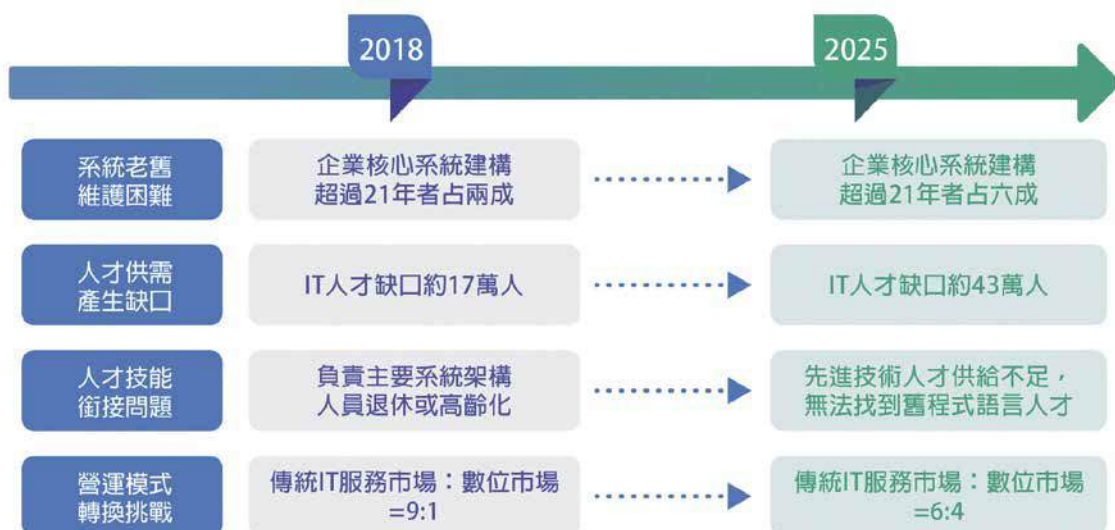 2018
2025
系統老舊
維護困難
企業核心系統建構
超過21年者占兩成
企業核心系統建構
超過21年者占六成
人才供需
產生缺口
IT人才缺口約17萬人
IT人才缺口約43萬人
人才技能
銜接問題
負責主要系統架構
人員退休或高齡化
先進技術人才供給不足，
無法找到舊程式語言人才
營運模式
轉換挑戰
傳統IT服務市場：數位市場
=9:1
傳統IT服務市場：數位市場
=6:4